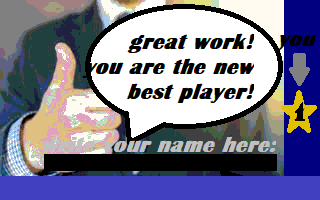 great work!
you are the new
best player!
you
1
our name here: